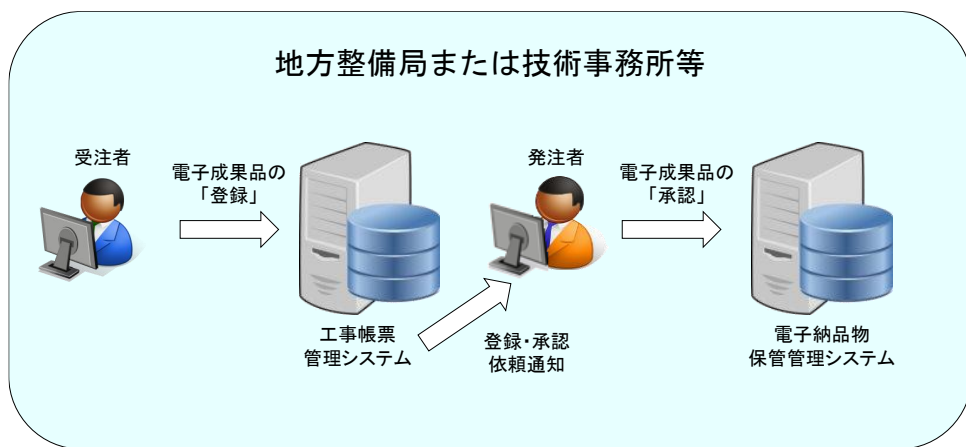 地方整備局または技術事務所等
受注者
電子成果品の
「登録」
発注者
電子成果品の
「承認」
工事帳票
管理システム
登録・承認
依頼通知
電子納品物
保管管理システム